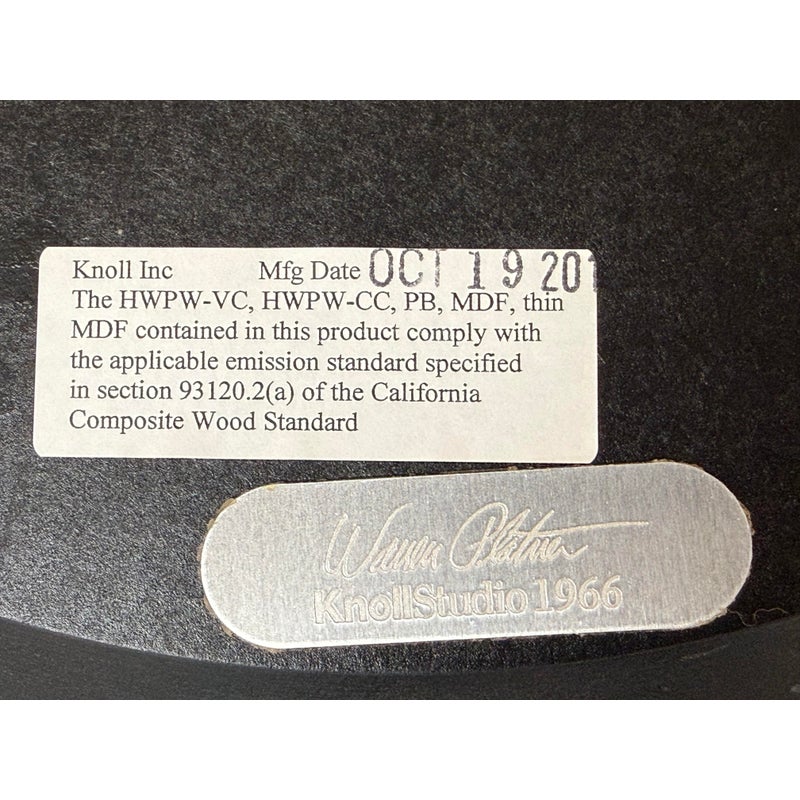 Knoll Inc Mfg Date OCT 19 201
The HWPW-VC, HWPW-CC, PB, MDF, thin
MDF contained in this product comply with
the applicable emission standard specified
in section 93120.2(a) of the California
Composite Wood Standard
Warren Platner
KnollStudio 1966